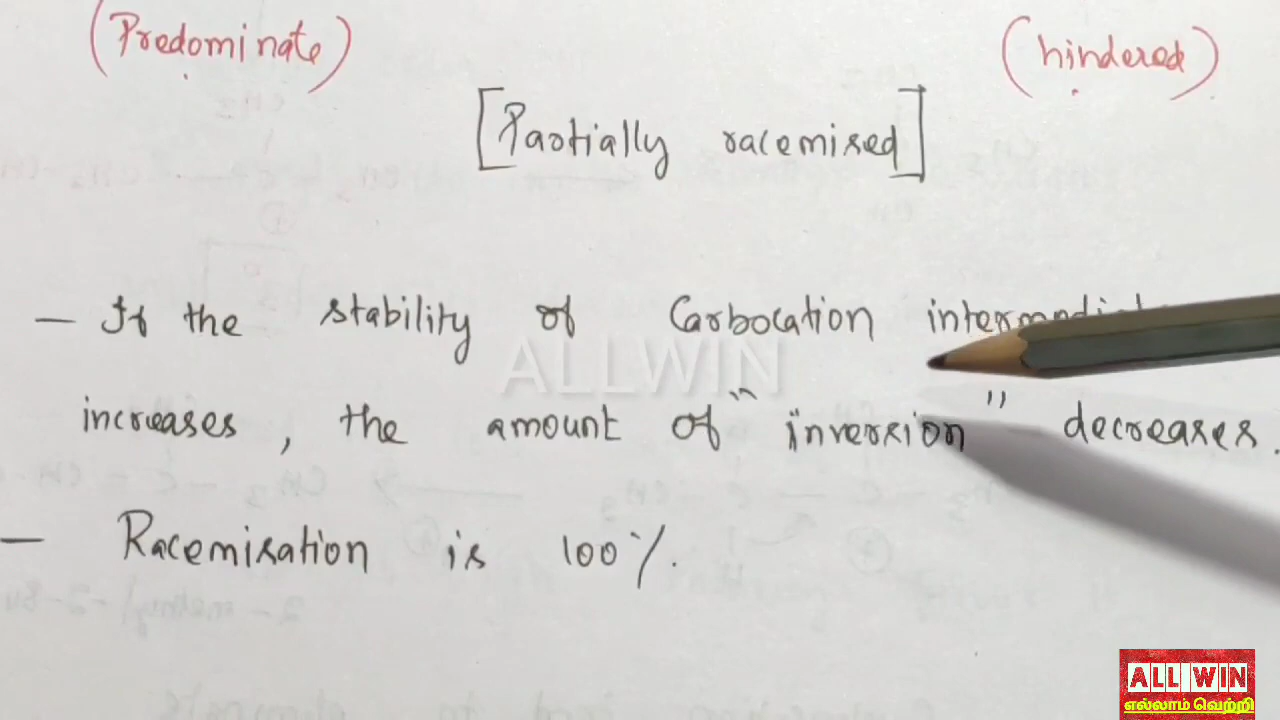 (Predominate) (hindered)
[Partially racemised]
- If the stability of Carbocation
increases, the amount of " "inversion" decreases.
- Racemisation is 100%.
ALLWIN
ALL WIN
எல்லாம் வெற்றி